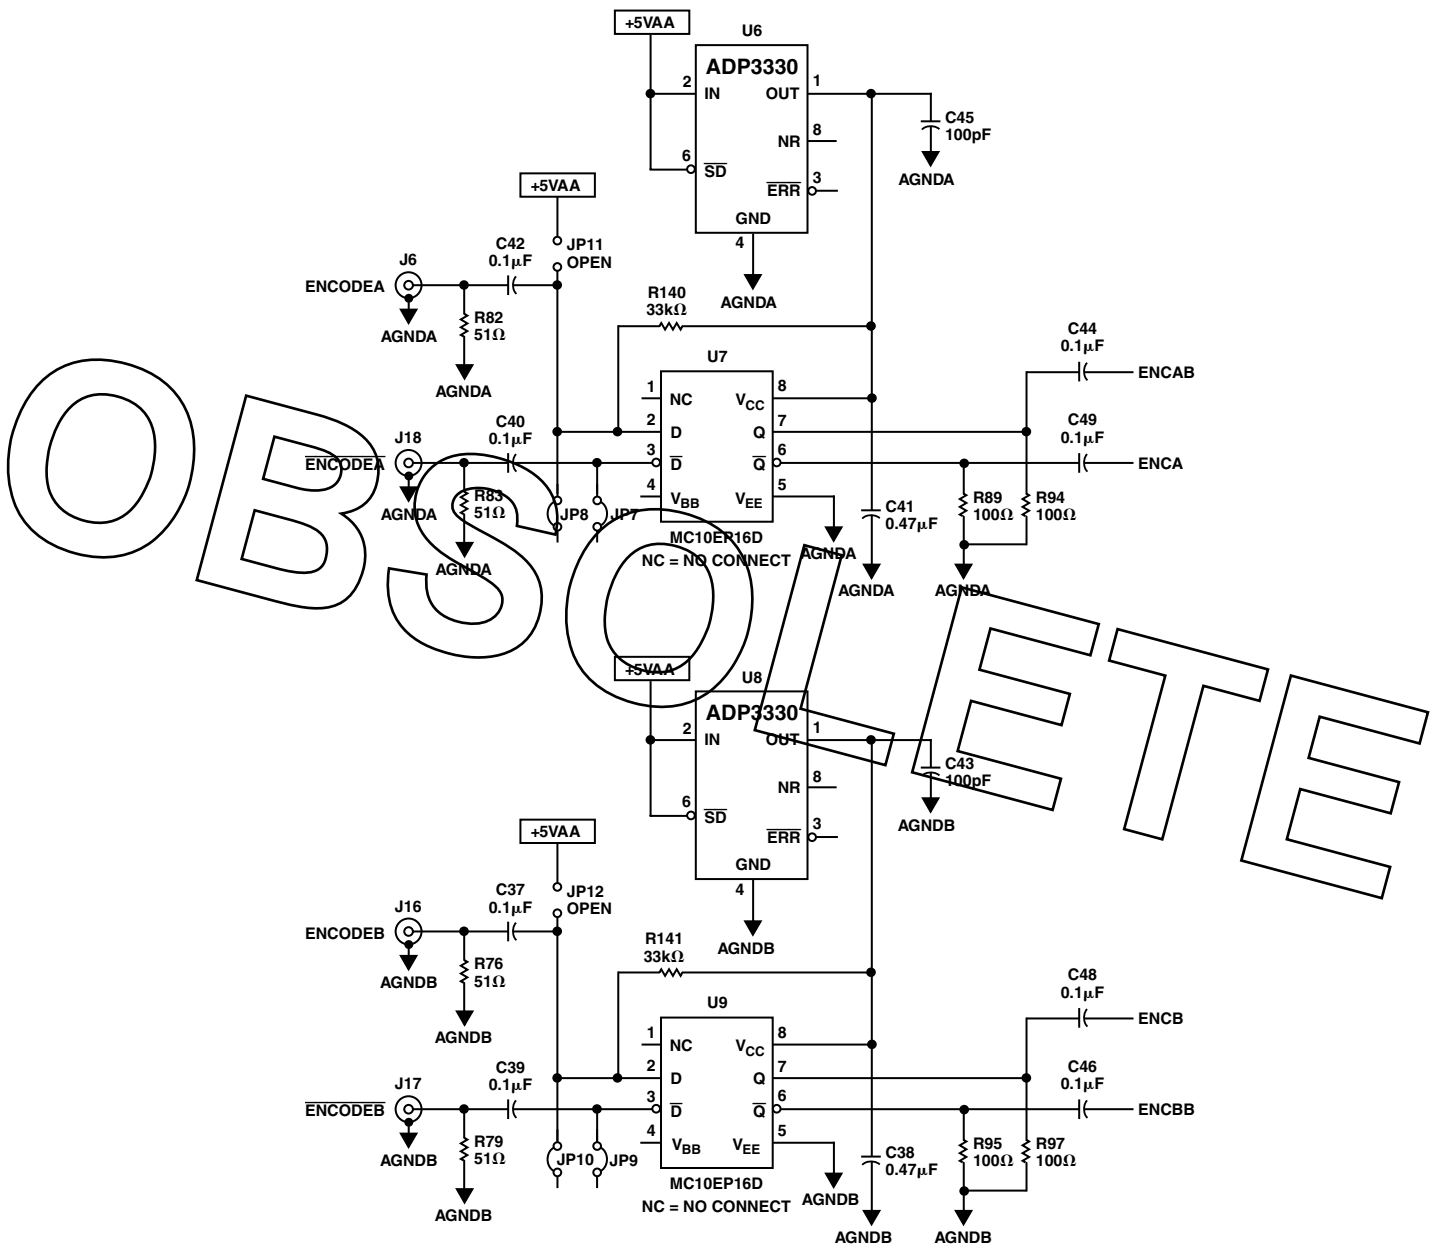 +5VAA
U6
ADP3330
2 IN OUT 1
NR 8
6 SD
ERR 3
GND
4
AGNDA
C45
100pF
AGNDA
+5VAA
JP11
OPEN
C42
0.1μF
J6
ENCODEA
AGNDA
R82
51Ω
AGNDA
R140
33kΩ
U7
1 NC VCC 8
2 D Q 7
3 D Q 6
4 VBB VEE 5
MC10EP16D
NC = NO CONNECT
AGNDA
C44
0.1μF
ENCAB
C49
0.1μF
ENCA
J18
ENCODEA
AGNDA
C40
0.1μF
R83
51Ω
AGNDA
JP8
JP7
C41
0.47μF
AGNDA
R89
100Ω
R94
100Ω
AGNDA
OBSOLETE
+5VAA
U8
ADP3330
2 IN OUT 1
NR 8
6 SD
ERR 3
GND
4
AGNDB
C43
100pF
AGNDB
+5VAA
JP12
OPEN
C37
0.1μF
J16
ENCODEB
AGNDB
R76
51Ω
AGNDB
R141
33kΩ
U9
1 NC VCC 8
2 D Q 7
3 D Q 6
4 VBB VEE 5
MC10EP16D
NC = NO CONNECT
AGNDB
C48
0.1μF
ENCB
C46
0.1μF
ENCBB
J17
ENCODEB
AGNDB
C39
0.1μF
R79
51Ω
AGNDB
JP10
JP9
C38
0.47μF
AGNDB
R95
100Ω
R97
100Ω
AGNDB